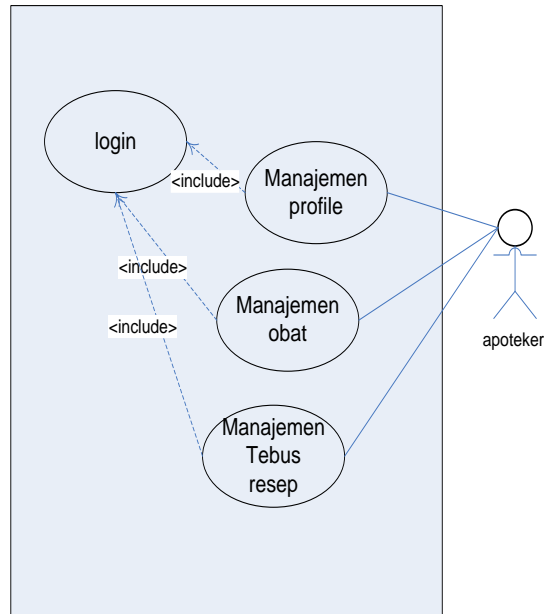 login
<include>
Manajemen
profile
<include>
Manajemen
obat
<include>
Manajemen
Tebus
resep
apoteker